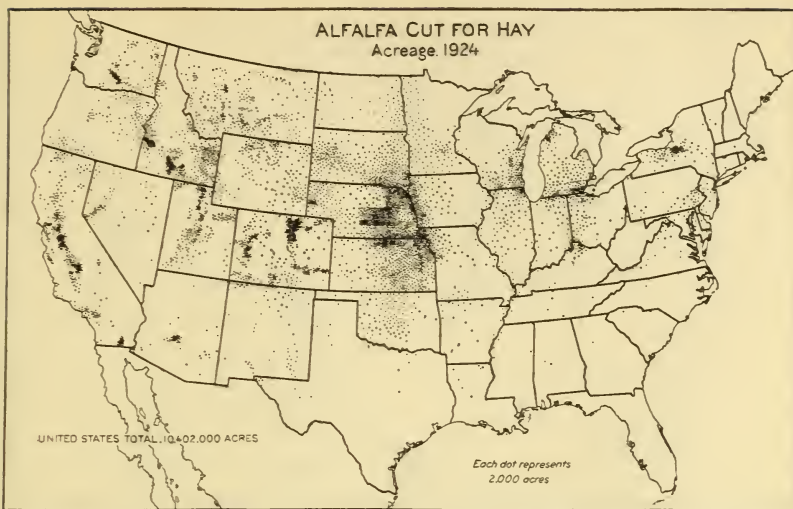 ALFALFA CUT FOR HAY
Acreage. 1924
UNITED STATES TOTAL, 10,402,000 ACRES
Each dot represents
2,000 acres